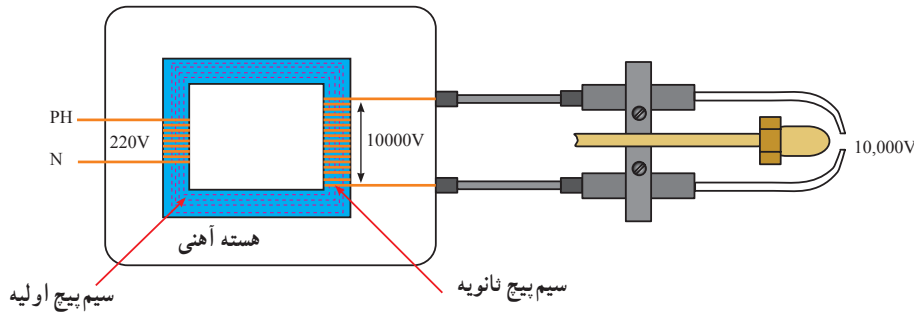 PH
220V
10000V
10,000V
N
هسته آهنی
سیم‌پیچ ثانویه
سیم‌پیچ اولیه